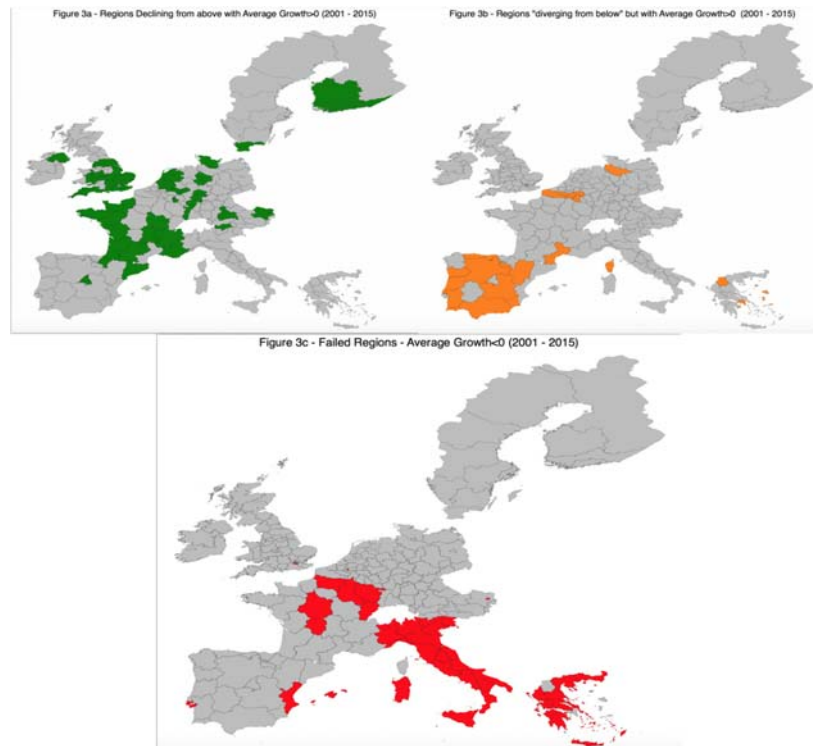 Figure 3a - Regions Declining from above with Average Growth>0 (2001 - 2015)
Figure 3b - Regions "diverging from below" but with Average Growth>0 (2001 - 2015)
Figure 3c - Failed Regions - Average Growth<0 (2001 - 2015)